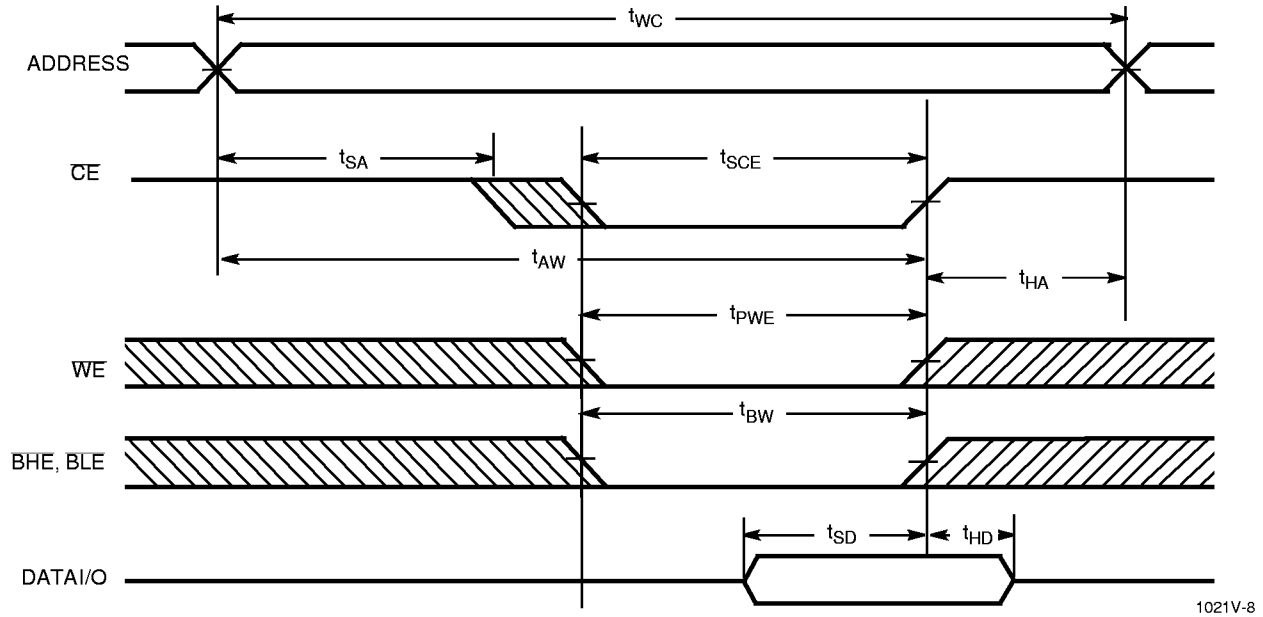 tWC
ADDRESS
tSA
tSCE
CE
tAW
tHA
tPWE
WE
tBW
BHE, BLE
tSD
tHD
DATAI/O
1021V-8